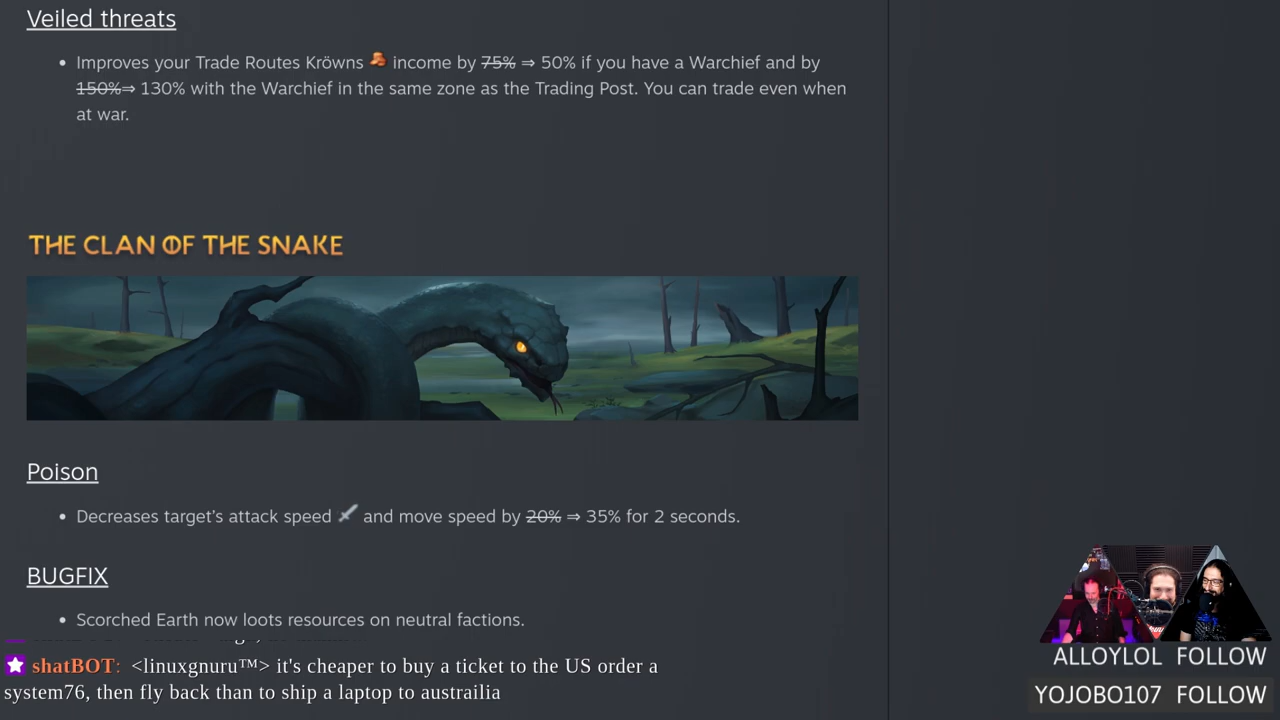 Veiled threats
Improves your Trade Routes Kröwns income by 75% ⇒ 50% if you have a Warchief and by
150%⇒ 130% with the Warchief in the same zone as the Trading Post. You can trade even when
at war.
THE CLAN OF THE SNAKE
Poison
Decreases target's attack speed and move speed by 20% ⇒ 35% for 2 seconds.
BUGFIX
Scorched Earth now loots resources on neutral factions.
shatBOT: <linuxgnuru™> it's cheaper to buy a ticket to the US order a
system76, then fly back than to ship a laptop to austrailia
ALLOYLOL FOLLOW
YOJOBO107 FOLLOW